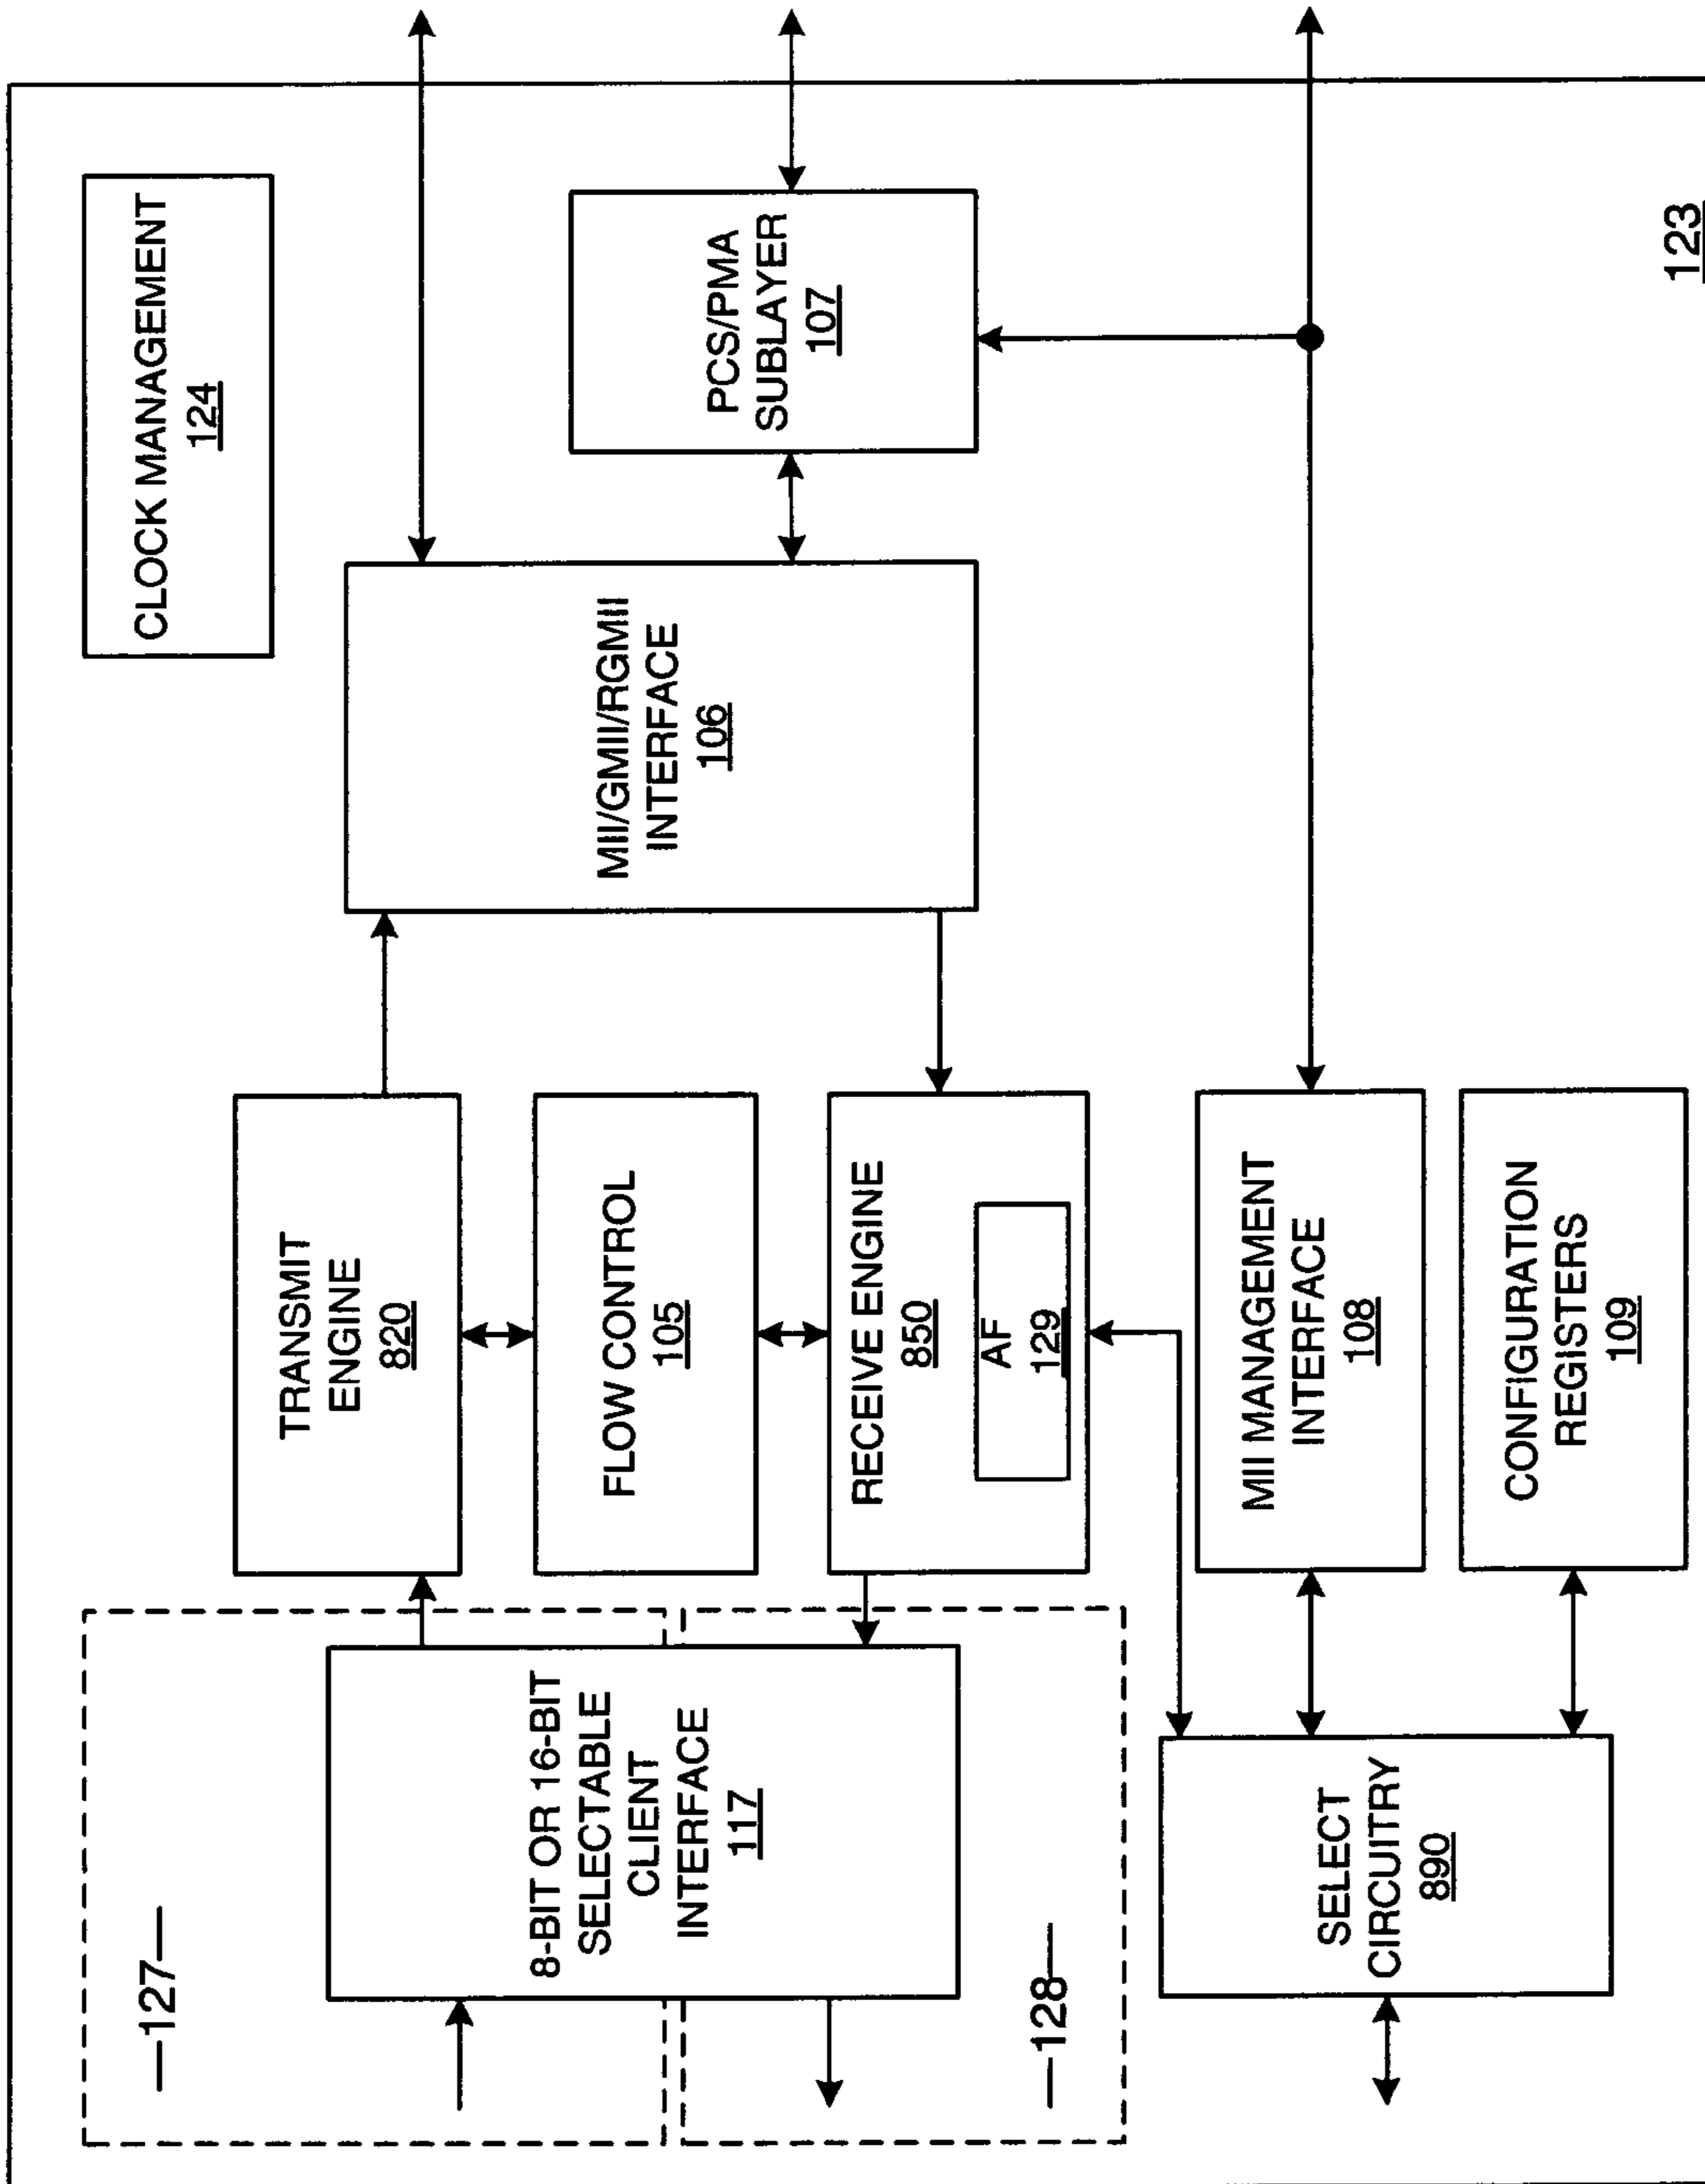 CLOCK MANAGEMENT
124
—127—
8-BIT OR 16-BIT
SELECTABLE
CLIENT
INTERFACE
117
—128—
TRANSMIT
ENGINE
820
FLOW CONTROL
105
RECEIVE ENGINE
850
AF
129
MII/GMII/RGMII
INTERFACE
106
PCS/PMA
SUBLAYER
107
SELECT
CIRCUITRY
890
MII MANAGEMENT
INTERFACE
108
CONFIGURATION
REGISTERS
109
123